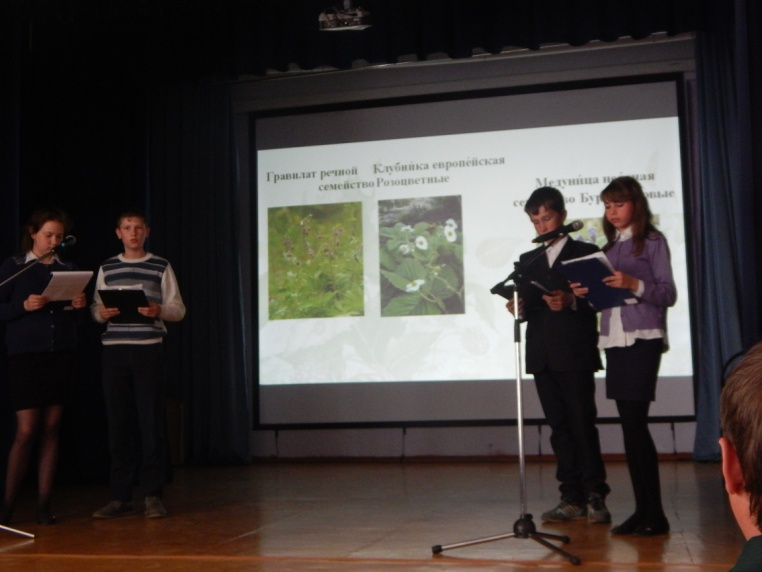 Гравилат речной Клубника европейская
семейство Розоцветные
Медуница